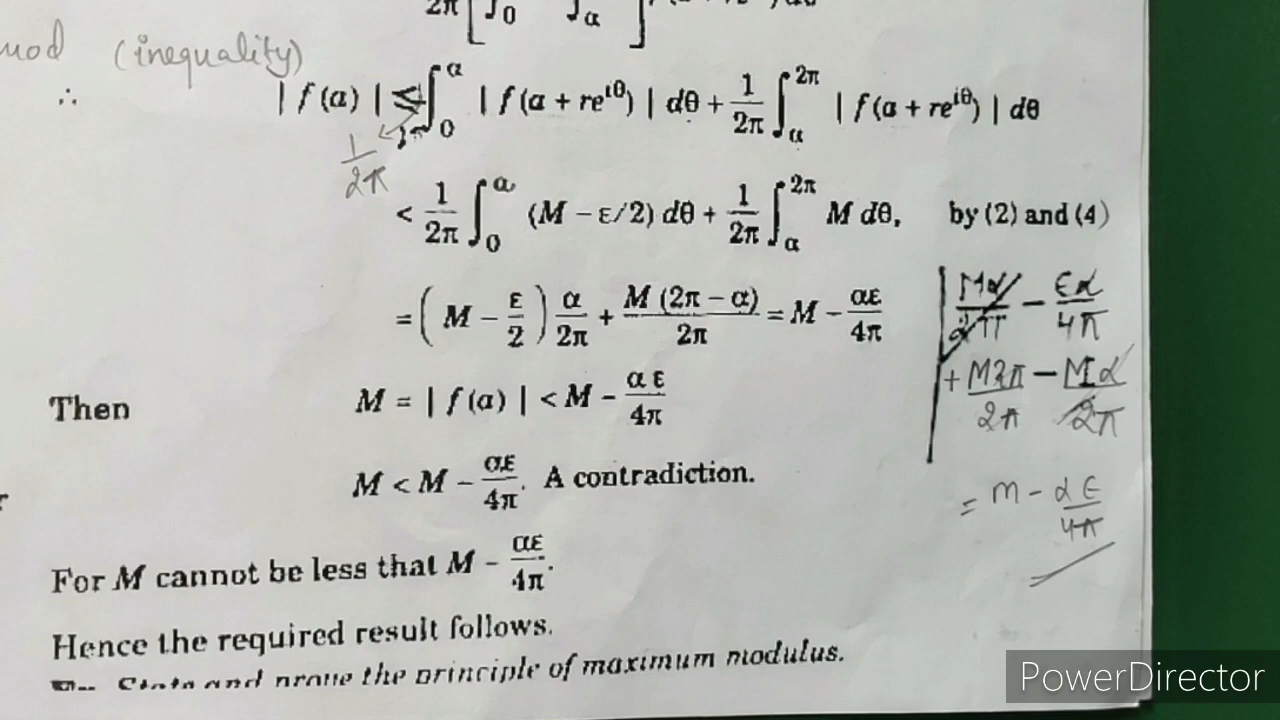 2π [ ∫₀ ∫α ]
mod (inequality)
∴ | f (a) | ≤ ∫₀^α | f (a + re^{iθ}) | dθ + 1/2π ∫α^{2π} | f (a + re^{iθ}) | dθ
1/2π
< 1/2π ∫₀^α (M − ε/2) dθ + 1/2π ∫α^{2π} M dθ, by (2) and (4)
= ( M − ε/2 ) α/2π + M (2π − α)/2π = M − αε/4π
Mα/2π − εα/4π
+ M2π/2π − Mα/2π
= M − αε/4π
Then M = | f (a) | < M − α ε/4π
M < M − αε/4π. A contradiction.
For M cannot be less that M − αε/4π.
Hence the required result follows.
State and prove the principle of maximum modulus.
PowerDirector